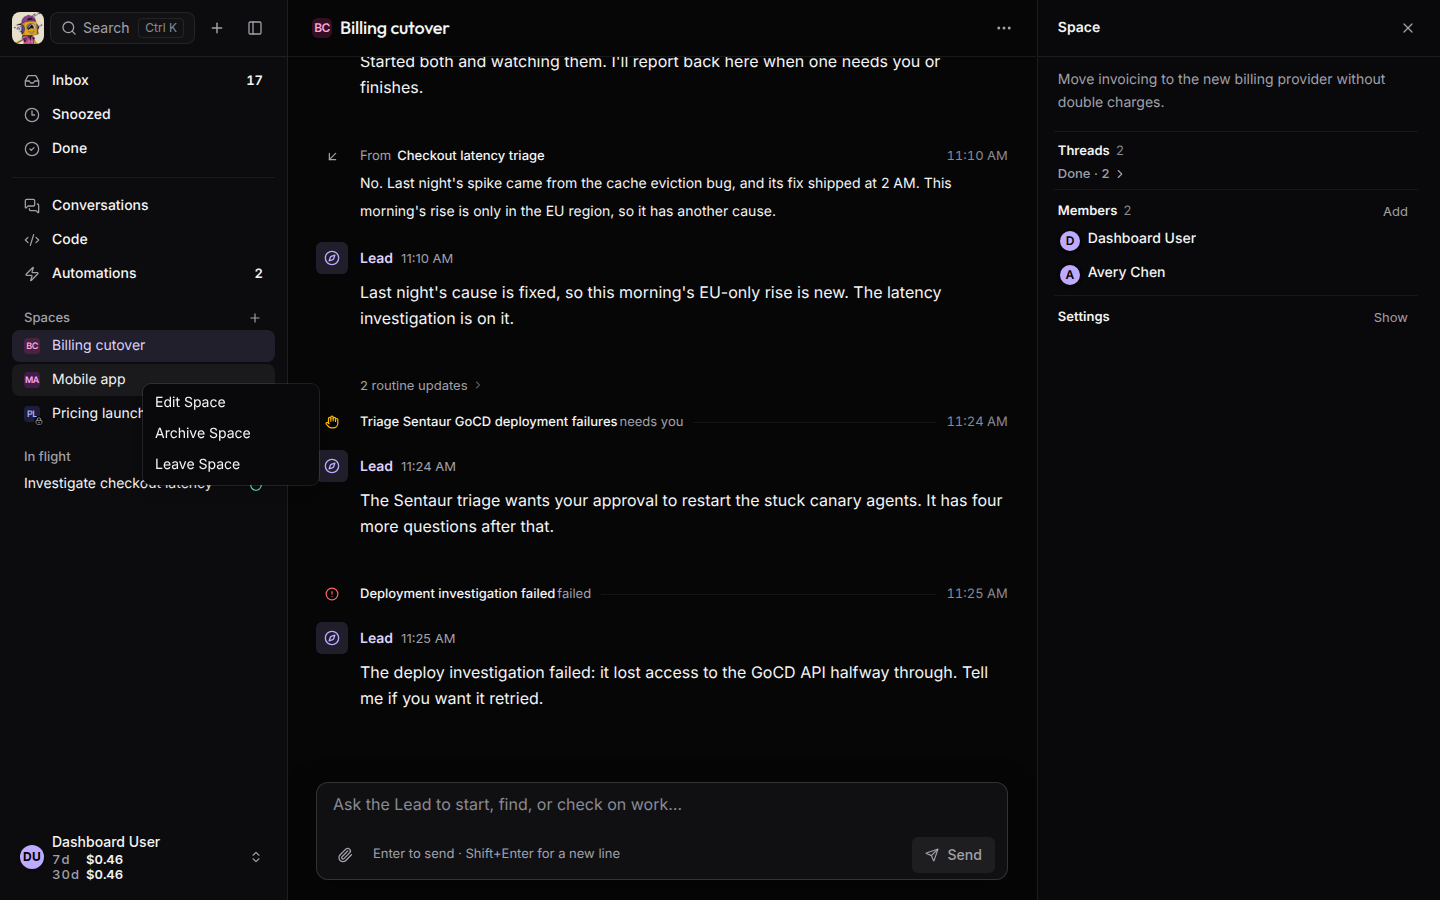 Search Ctrl K
Inbox 17
Snoozed
Done
Conversations
Code
Automations 2
Spaces
BC Billing cutover
MA Mobile app
PL Pricing launch
Edit Space
Archive Space
Leave Space
In flight
Investigate checkout latency
DU Dashboard User
7d $0.46
30d $0.46
BC Billing cutover
Started both and watching them. I'll report back here when one needs you or
finishes.
From Checkout latency triage 11:10 AM
No. Last night's spike came from the cache eviction bug, and its fix shipped at 2 AM. This
morning's rise is only in the EU region, so it has another cause.
Lead 11:10 AM
Last night's cause is fixed, so this morning's EU-only rise is new. The latency
investigation is on it.
2 routine updates
Triage Sentaur GoCD deployment failures needs you 11:24 AM
Lead 11:24 AM
The Sentaur triage wants your approval to restart the stuck canary agents. It has four
more questions after that.
Deployment investigation failed failed 11:25 AM
Lead 11:25 AM
The deploy investigation failed: it lost access to the GoCD API halfway through. Tell
me if you want it retried.
Ask the Lead to start, find, or check on work...
Enter to send · Shift+Enter for a new line
Send
Space
Move invoicing to the new billing provider without
double charges.
Threads 2
Done · 2
Members 2 Add
D Dashboard User
A Avery Chen
Settings Show